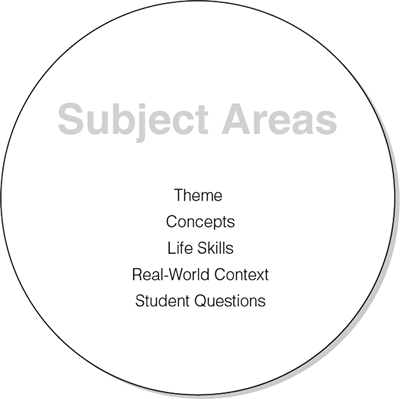 Subject Areas
Theme
Concepts
Life Skills
Real-World Context
Student Questions